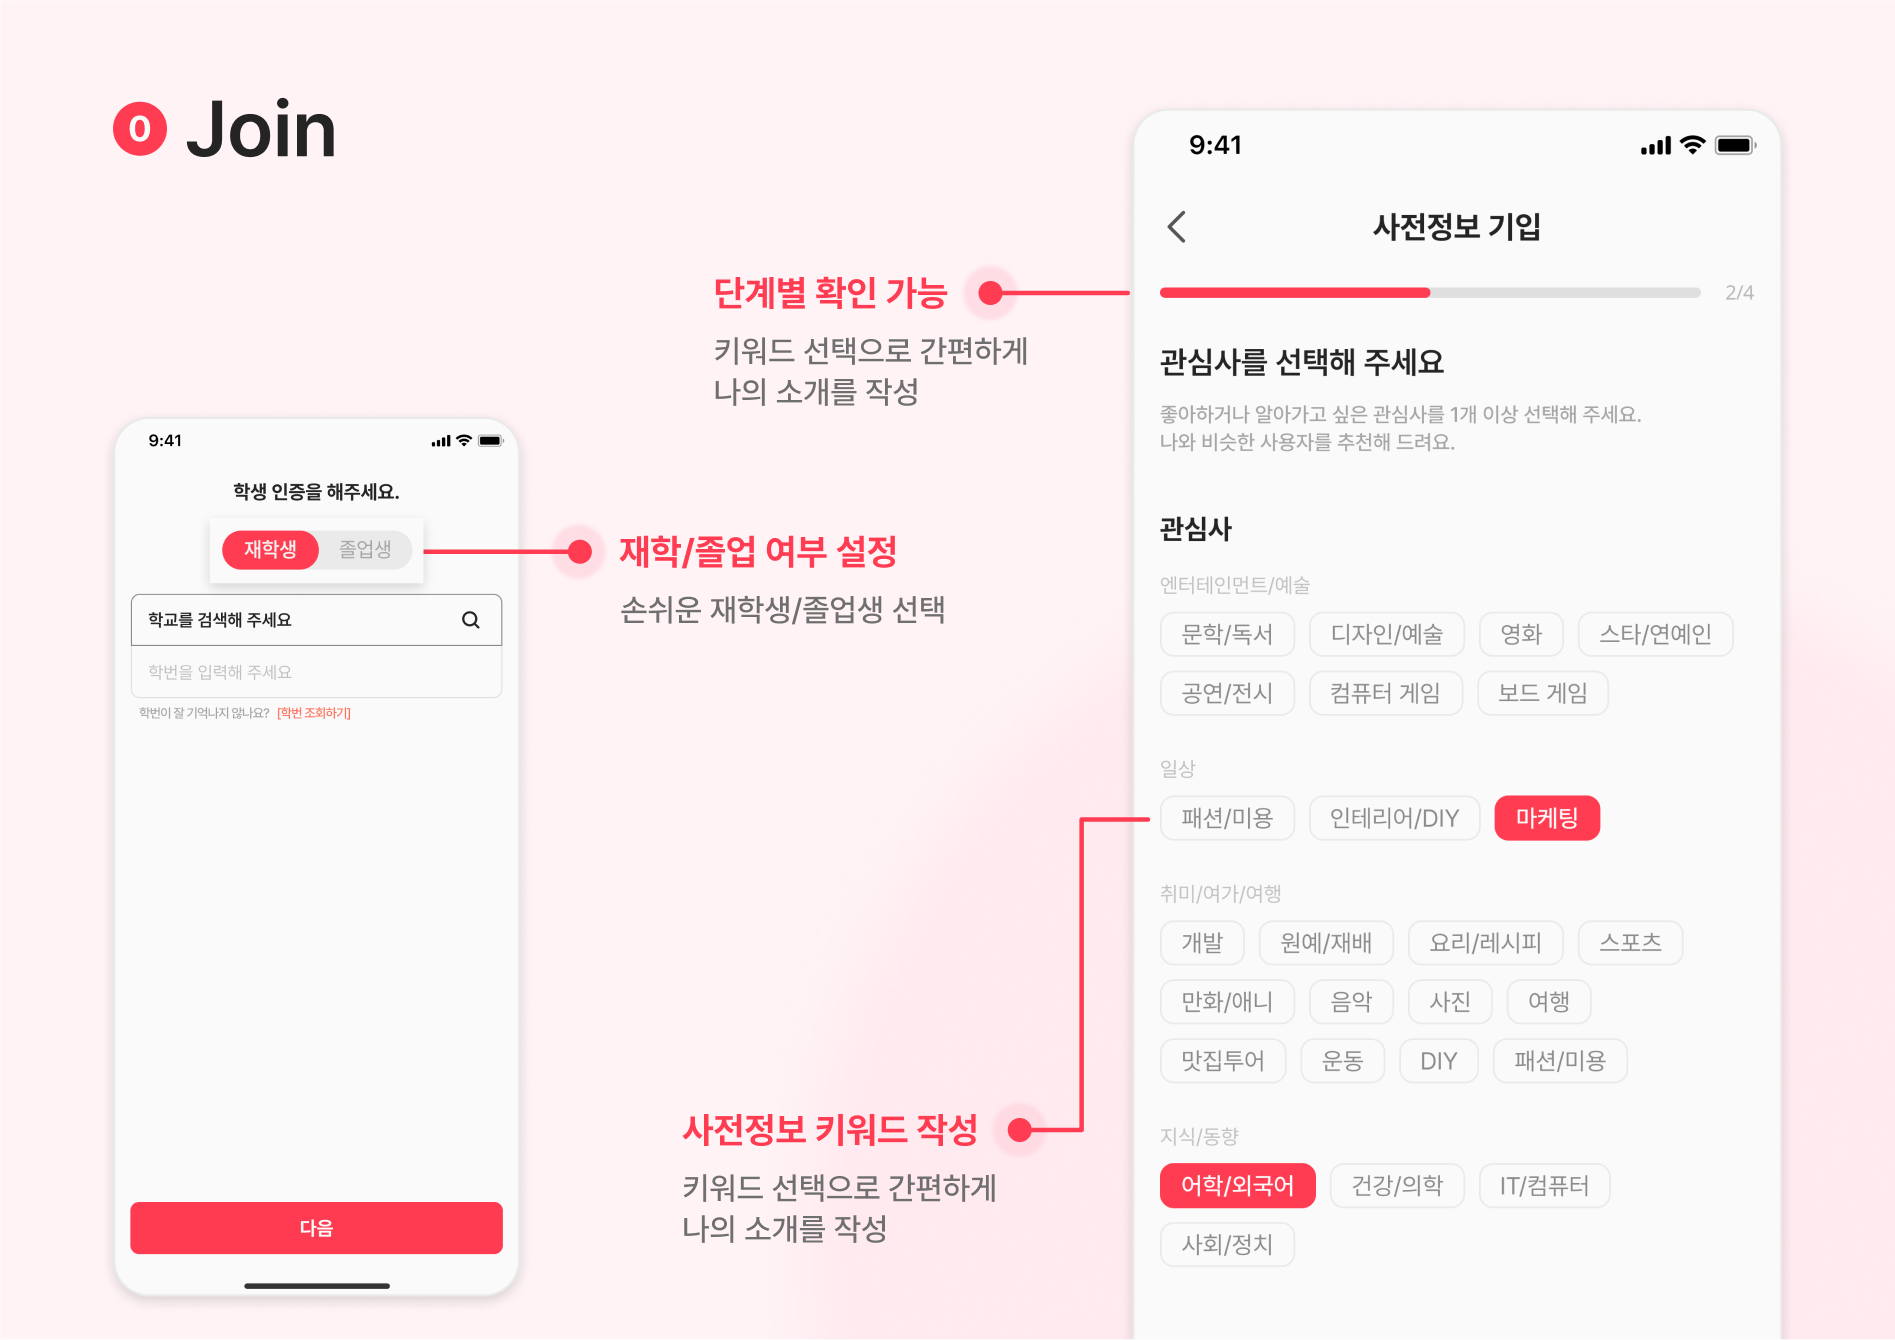 0 Join
9:41
학생 인증을 해주세요.
재학생 졸업생
학교를 검색해 주세요
학번을 입력해 주세요
학번이 잘 기억나지 않나요? [학번 조회하기]
다음
단계별 확인 가능
키워드 선택으로 간편하게
나의 소개를 작성
재학/졸업 여부 설정
손쉬운 재학생/졸업생 선택
사전정보 키워드 작성
키워드 선택으로 간편하게
나의 소개를 작성
9:41
사전정보 기입
2/4
관심사를 선택해 주세요
좋아하거나 알아가고 싶은 관심사를 1개 이상 선택해 주세요.
나와 비슷한 사용자를 추천해 드려요.
관심사
엔터테인먼트/예술
문학/독서 디자인/예술 영화 스타/연예인
공연/전시 컴퓨터 게임 보드 게임
일상
패션/미용 인테리어/DIY 마케팅
취미/여가/여행
개발 원예/재배 요리/레시피 스포츠
만화/애니 음악 사진 여행
맛집투어 운동 DIY 패션/미용
지식/동향
어학/외국어 건강/의학 IT/컴퓨터
사회/정치